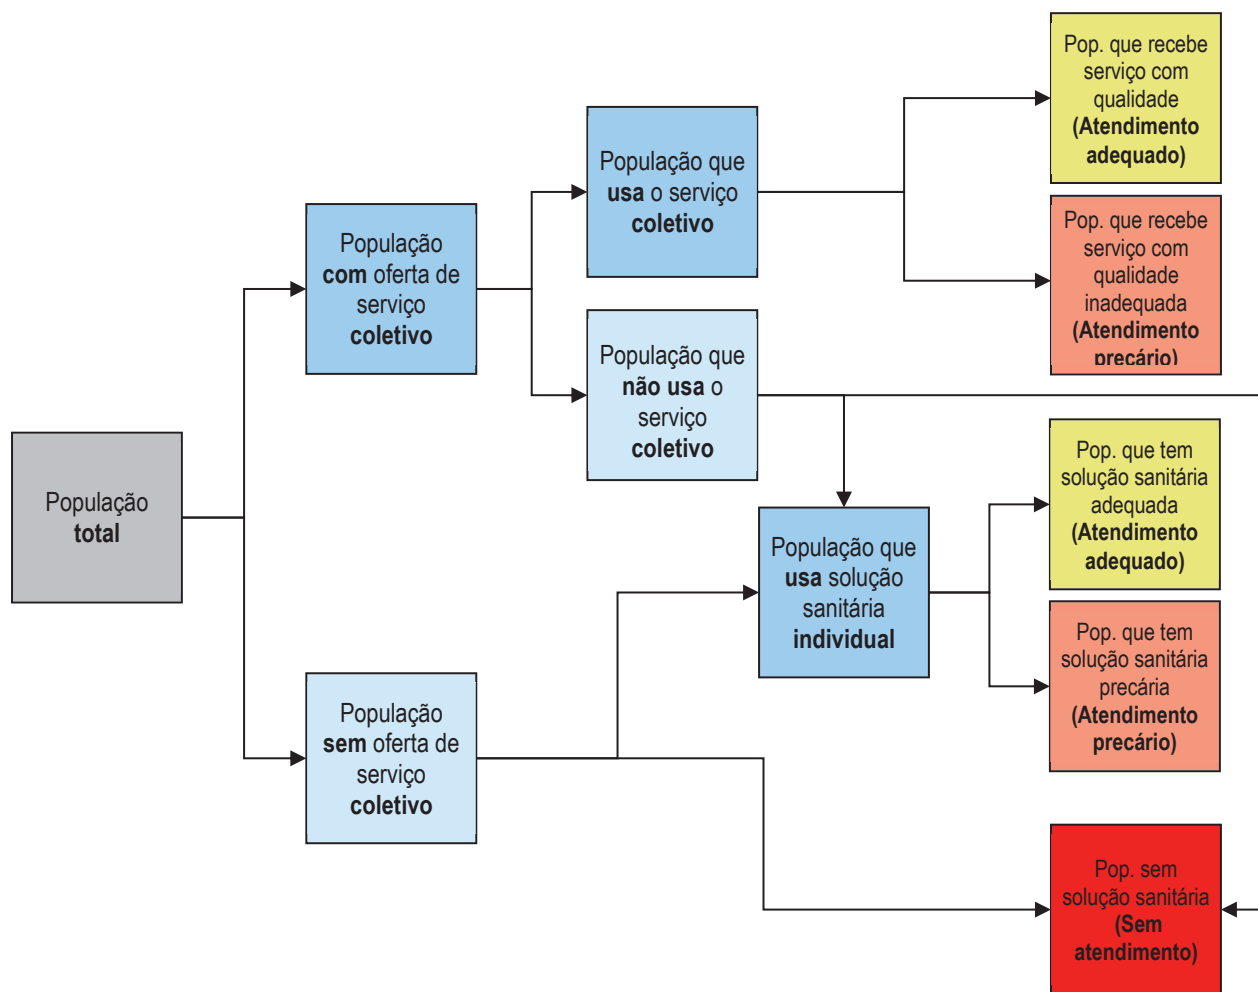 População
total
População
com oferta de
serviço
coletivo
População
sem oferta de
serviço
coletivo
População que
usa o serviço
coletivo
População que
não usa o
serviço
coletivo
População que
usa solução
sanitária
individual
Pop. que recebe
serviço com
qualidade
(Atendimento
adequado)
Pop. que recebe
serviço com
qualidade
inadequada
(Atendimento
precário)
Pop. que tem
solução sanitária
adequada
(Atendimento
adequado)
Pop. que tem
solução sanitária
precária
(Atendimento
precário)
Pop. sem
solução sanitária
(Sem
atendimento)